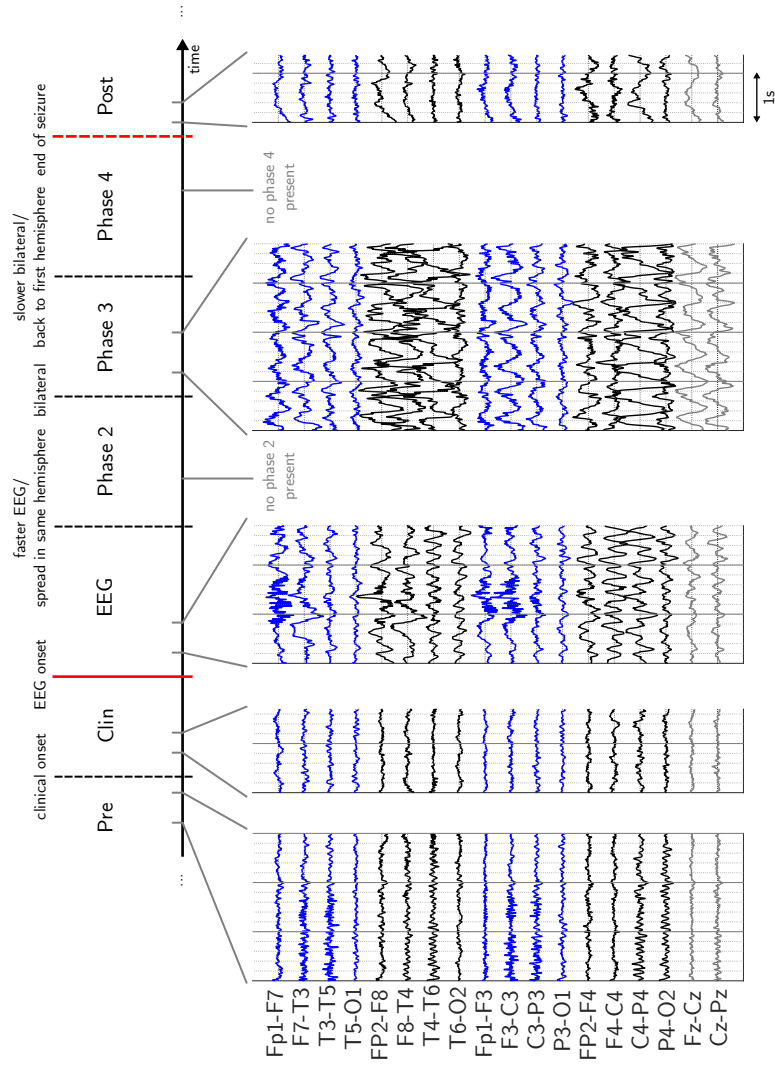 faster EEG/
slower bilateral/
clinical onset
EEG onset
spread in same hemisphere
bilateral
back to first hemisphere
end of seizure
Pre
Clin
EEG
Phase 2
Phase 3
Phase 4
Post
...
...
time
no phase 2
present
no phase 4
present
Fp1-F7
F7-T3
T3-T5
T5-O1
FP2-F8
F8-T4
T4-T6
T6-O2
Fp1-F3
F3-C3
C3-P3
P3-O1
FP2-F4
F4-C4
C4-P4
P4-O2
Fz-Cz
Cz-Pz
1s